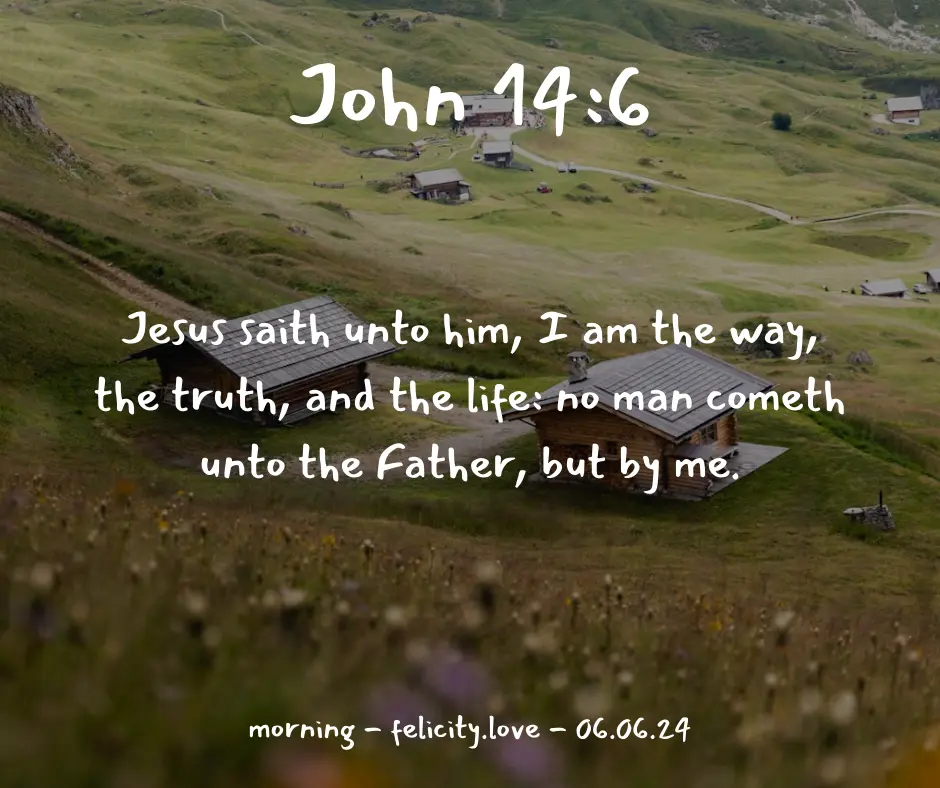 John 14:6
Jesus saith unto him, I am the way,
the truth, and the life: no man cometh
unto the Father, but by me.
morning - felicity.love - 06.06.24